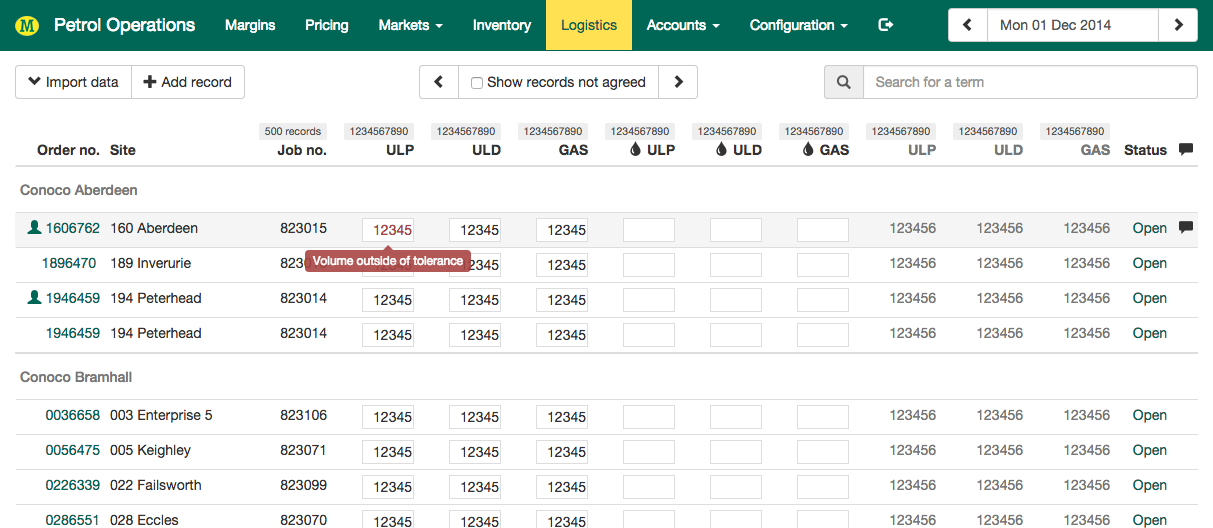 M Petrol Operations Margins Pricing Markets Inventory Logistics Accounts Configuration Mon 01 Dec 2014
Import data Add record Show records not agreed Search for a term
500 records 1234567890 1234567890 1234567890 1234567890 1234567890 1234567890 1234567890 1234567890 1234567890
Order no. Site Job no. ULP ULD GAS ULP ULD GAS ULP ULD GAS Status
Conoco Aberdeen
1606762 160 Aberdeen 823015 12345 12345 12345 123456 123456 123456 Open
Volume outside of tolerance
1896470 189 Inverurie 12345 12345 123456 123456 123456 Open
1946459 194 Peterhead 823014 12345 12345 12345 123456 123456 123456 Open
1946459 194 Peterhead 823014 12345 12345 12345 123456 123456 123456 Open
Conoco Bramhall
0036658 003 Enterprise 5 823106 12345 12345 12345 123456 123456 123456 Open
0056475 005 Keighley 823071 12345 12345 12345 123456 123456 123456 Open
0226339 022 Failsworth 823099 12345 12345 12345 123456 123456 123456 Open
0286551 028 Eccles 823070 12345 12345 12345 123456 123456 123456 Open